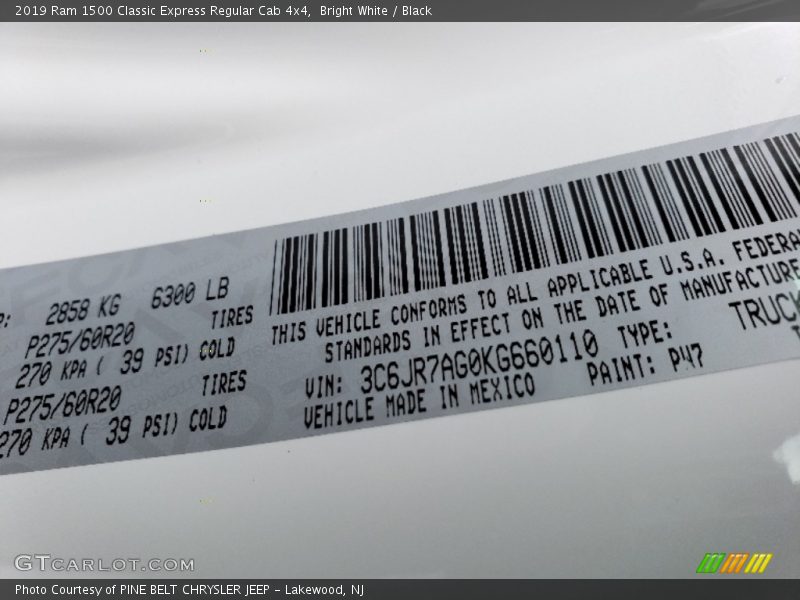 2019 Ram 1500 Classic Express Regular Cab 4x4, Bright White / Black
2858 KG 6300 LB
P275/60R20 TIRES
270 KPA ( 39 PSI) COLD
P275/60R20 TIRES
270 KPA ( 39 PSI) COLD
THIS VEHICLE CONFORMS TO ALL APPLICABLE U.S.A. FEDERA
STANDARDS IN EFFECT ON THE DATE OF MANUFACTURE
VIN: 3C6JR7AG0KG660110 TYPE: TRUCK
VEHICLE MADE IN MEXICO PAINT: PW7
GTCARLOT.COM
Photo Courtesy of PINE BELT CHRYSLER JEEP - Lakewood, NJ